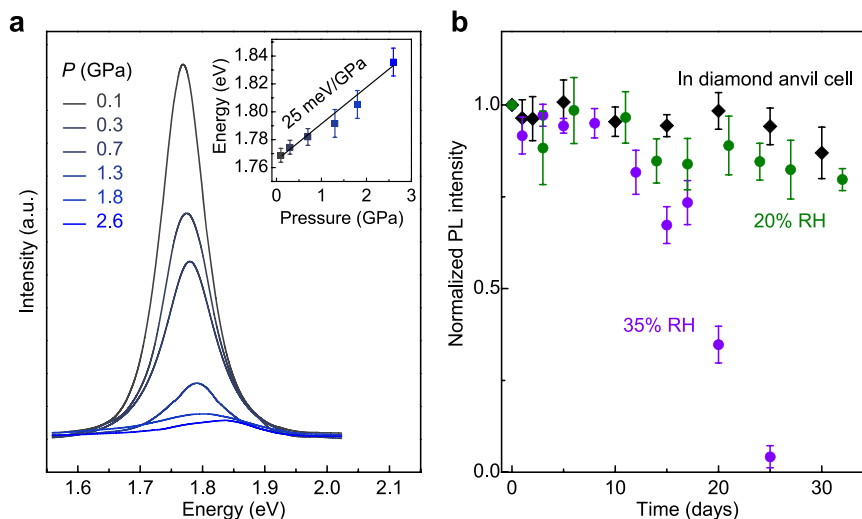 a
P (GPa)
0.1
0.3
0.7
1.3
1.8
2.6
Intensity (a.u.)
1.6 1.7 1.8 1.9 2.0 2.1
Energy (eV)
1.84
1.82
1.80
1.78
1.76
Energy (eV)
25 meV/GPa
0 1 2 3
Pressure (GPa)
b
In diamond anvil cell
20% RH
35% RH
1.0
0.5
0.0
Normalized PL intensity
0 10 20 30
Time (days)